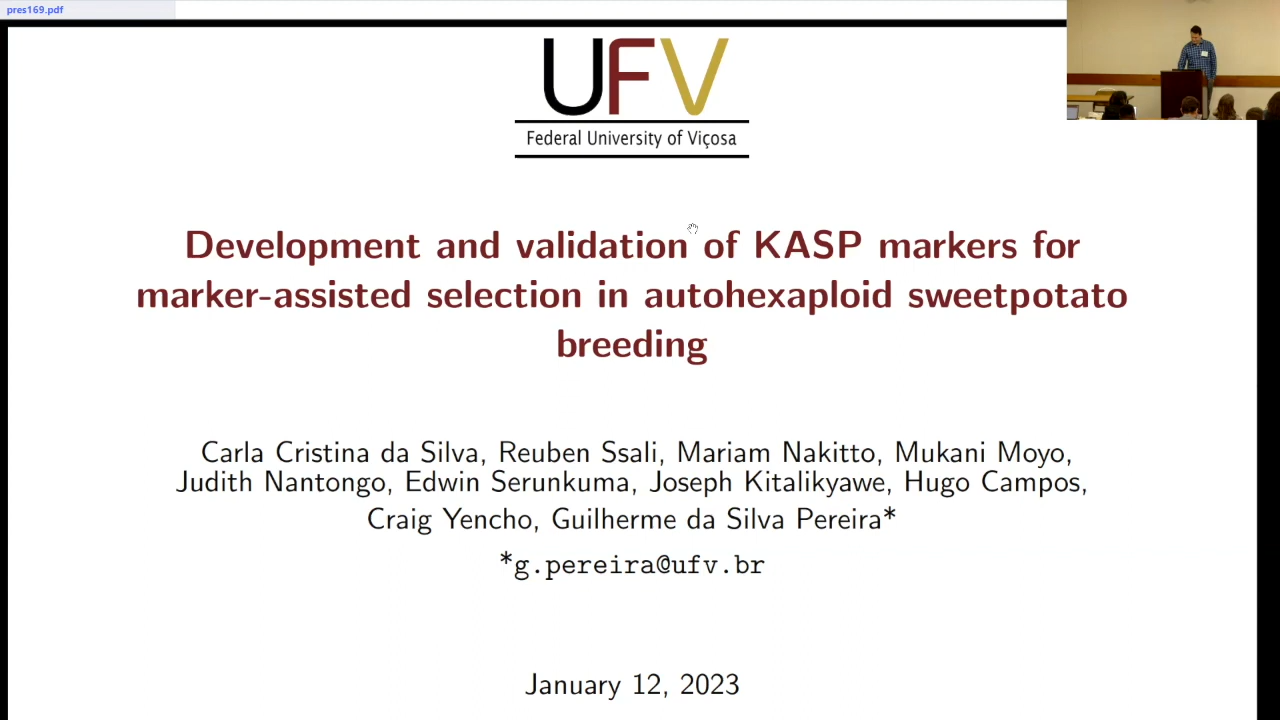 pres169.pdf
UFV
Federal University of Viçosa
Development and validation of KASP markers for
marker-assisted selection in autohexaploid sweetpotato
breeding
Carla Cristina da Silva, Reuben Ssali, Mariam Nakitto, Mukani Moyo,
Judith Nantongo, Edwin Serunkuma, Joseph Kitalikyawe, Hugo Campos,
Craig Yencho, Guilherme da Silva Pereira*
*g.pereira@ufv.br
January 12, 2023